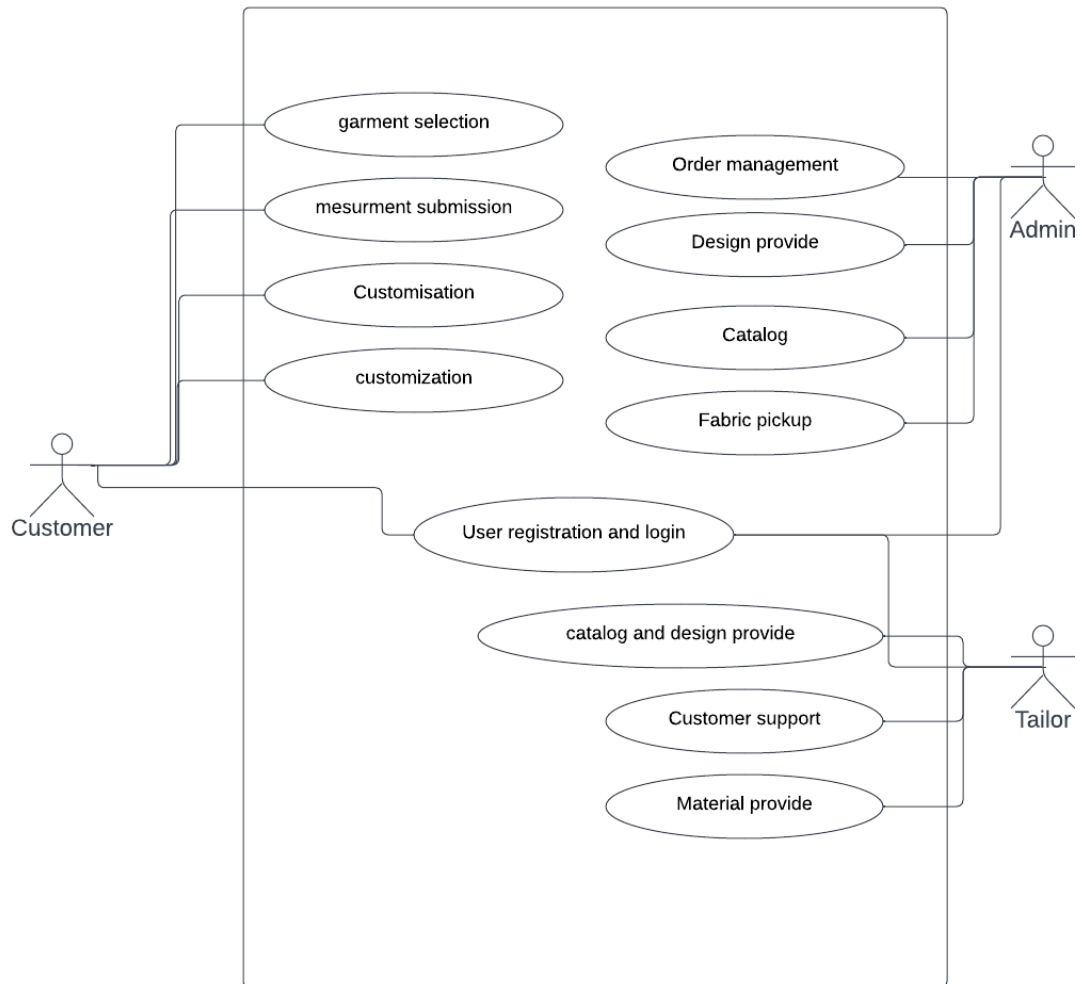 garment selection
Order management
mesurment submission
Admin
Design provide
Customisation
Catalog
customization
Fabric pickup
Customer
User registration and login
catalog and design provide
Customer support
Tailor
Material provide